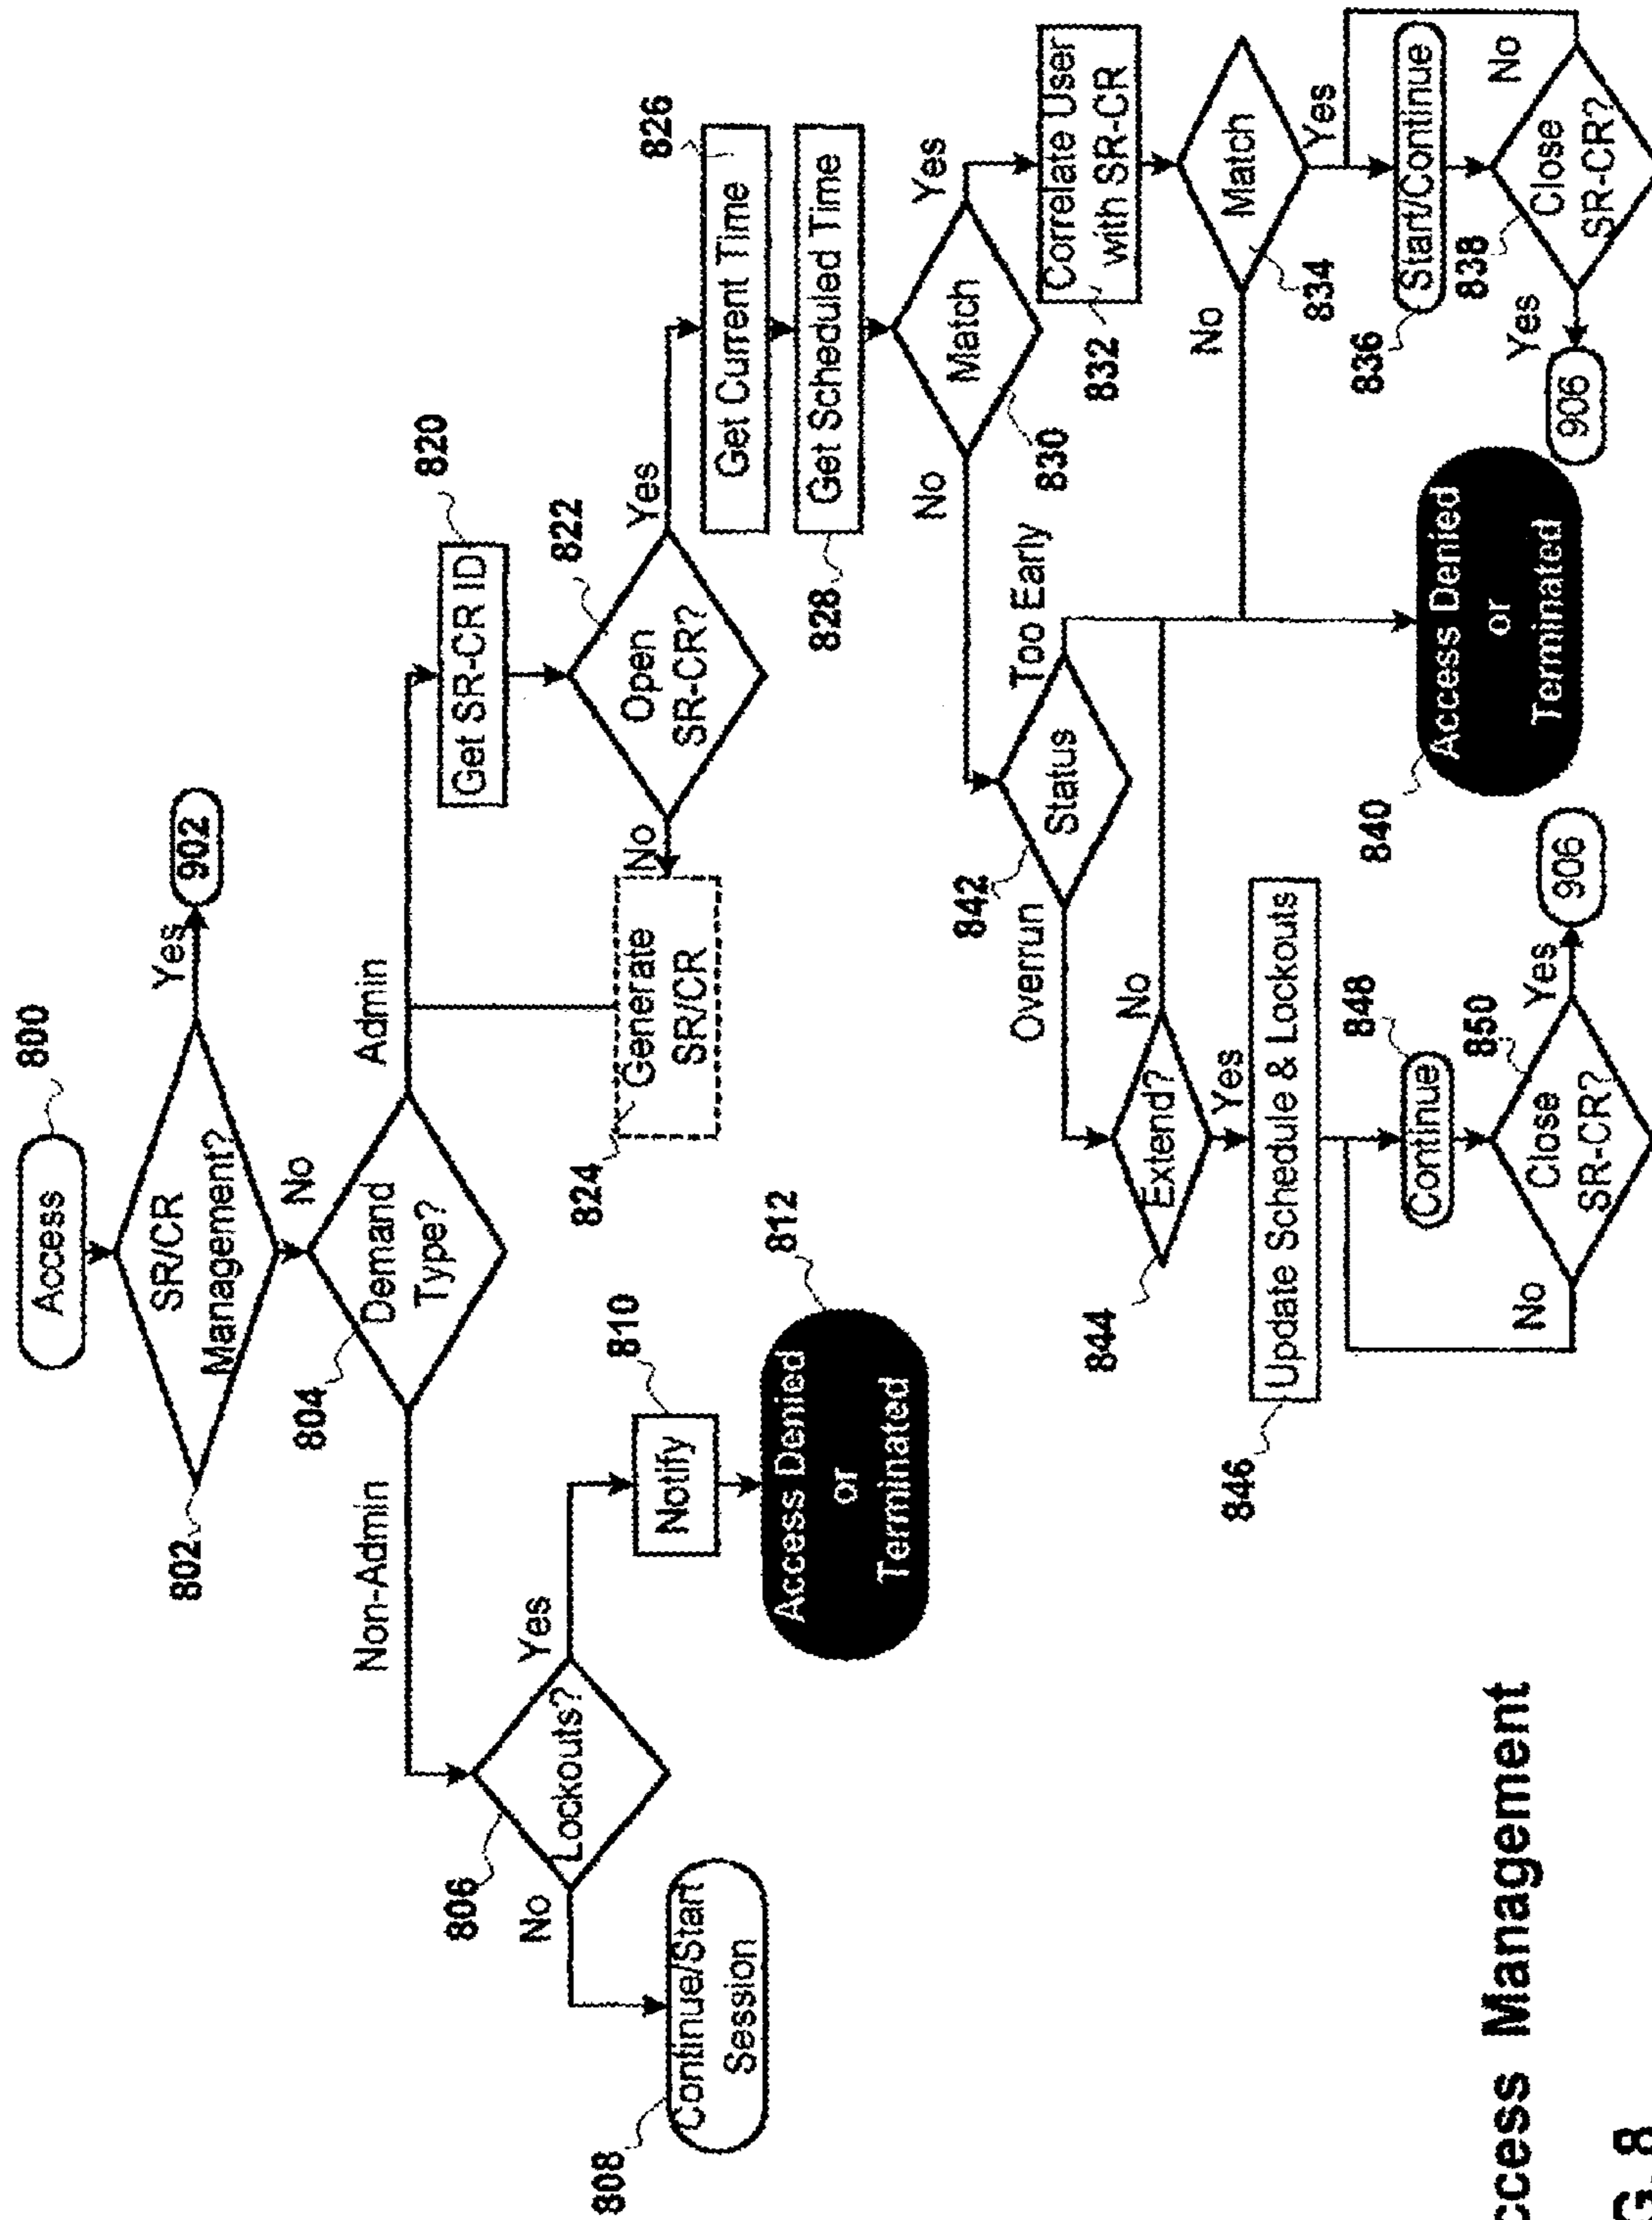 800
Access
SR/CR
Management?
802
Yes
902
No
Demand
Type?
804
Non-Admin
Admin
Lockouts?
806
No
Yes
Continue/Start
Session
808
Notify
810
Access Denied
or
Terminated
812
Generate
SR/CR
824
Get SR-CR ID
820
Open
SR-CR?
822
No
Yes
Get Current Time
826
Get Scheduled Time
828
Match
830
No
Yes
Correlate User
with SR-CR
832
Match
834
No
Yes
Start/Continue
836
Close
SR-CR?
838
Yes
No
906
Status
842
Overrun
Too Early
Extend?
844
No
Yes
Update Schedule & Lockouts
846
Continue
848
Close
SR-CR?
850
No
Yes
906
Access Denied
or
Terminated
840
Management
8